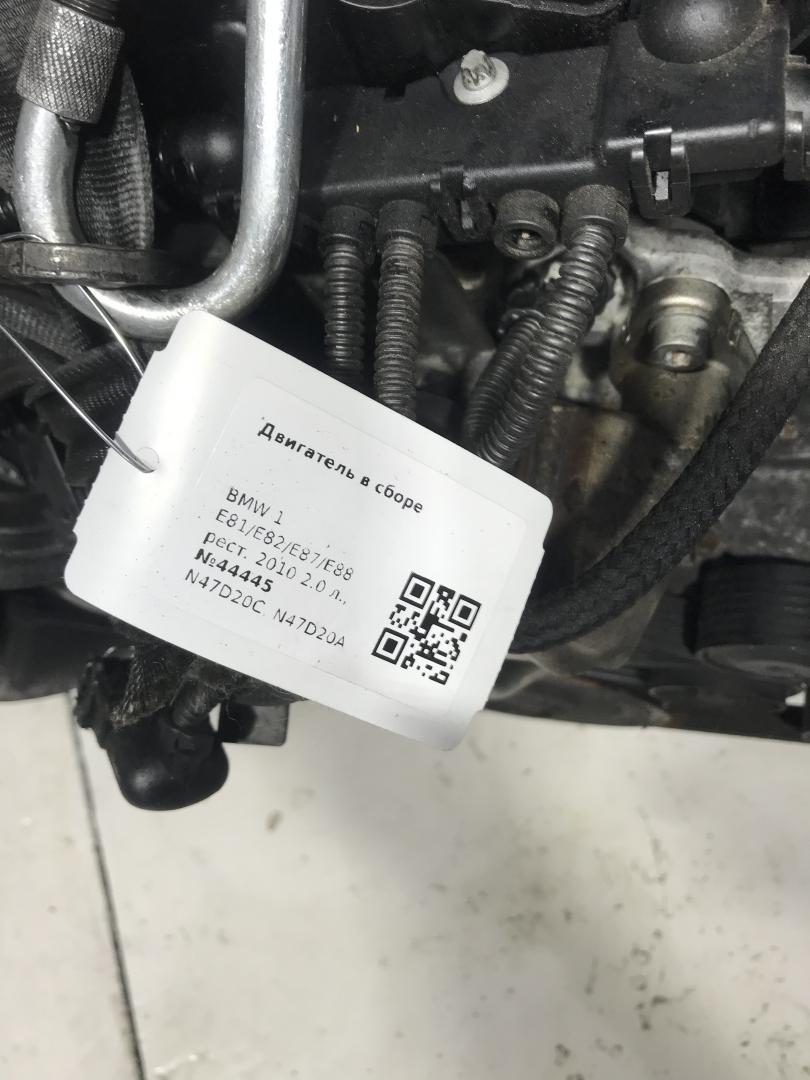 Двигатель в сборе
BMW 1
E81/E82/E87/E88
рест. 2010 2.0 л.,
№44445
N47D20C, N47D20A